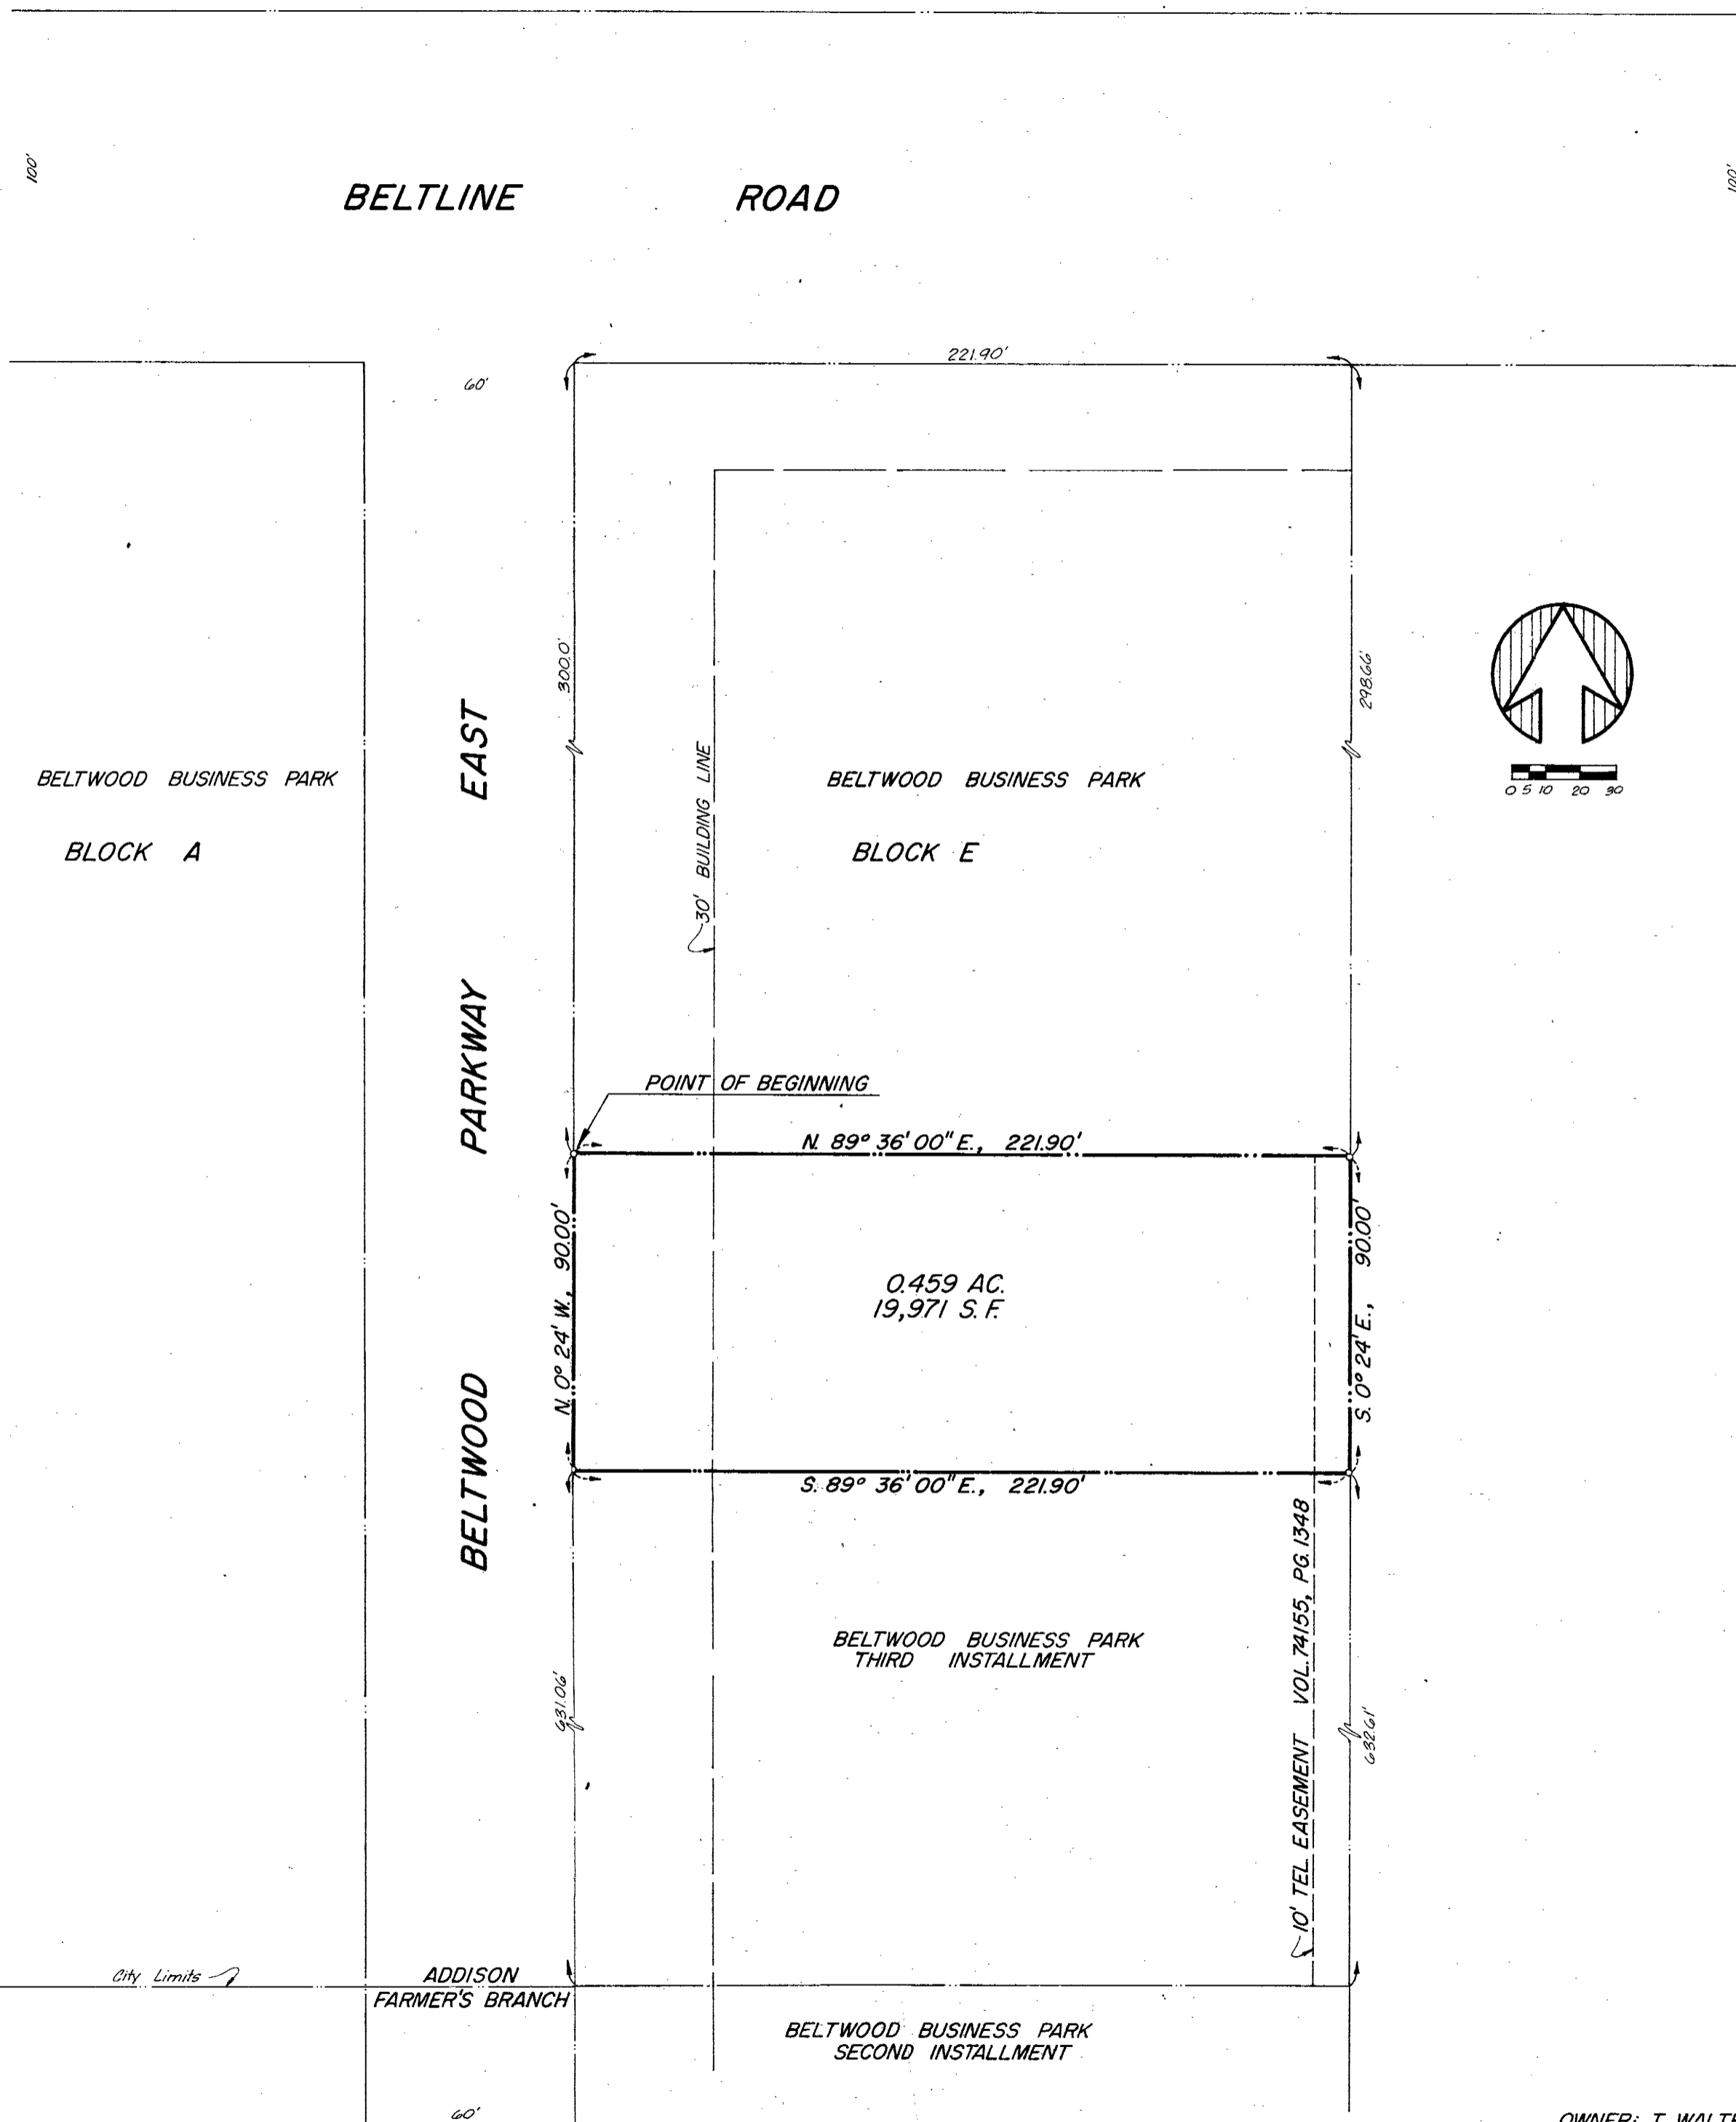 100'
100'
BELTLINE ROAD
221.90'
60'
300.0'
298.66'
BELTWOOD PARKWAY EAST
30' BUILDING LINE
BELTWOOD BUSINESS PARK
BLOCK A
BELTWOOD BUSINESS PARK
BLOCK E
0 5 10 20 30
POINT OF BEGINNING
N. 89° 36' 00" E., 221.90'
N. 0° 24' W., 90.00'
S. 0° 24' E., 90.00'
0.459 AC.
19,971 S.F.
S. 89° 36' 00" E., 221.90'
BELTWOOD BUSINESS PARK
THIRD INSTALLMENT
10' TEL. EASEMENT VOL. 74155, PG. 1348
631.06'
632.61'
City Limits
ADDISON
FARMER'S BRANCH
BELTWOOD BUSINESS PARK
SECOND INSTALLMENT
60'
OWNER: T. WALT